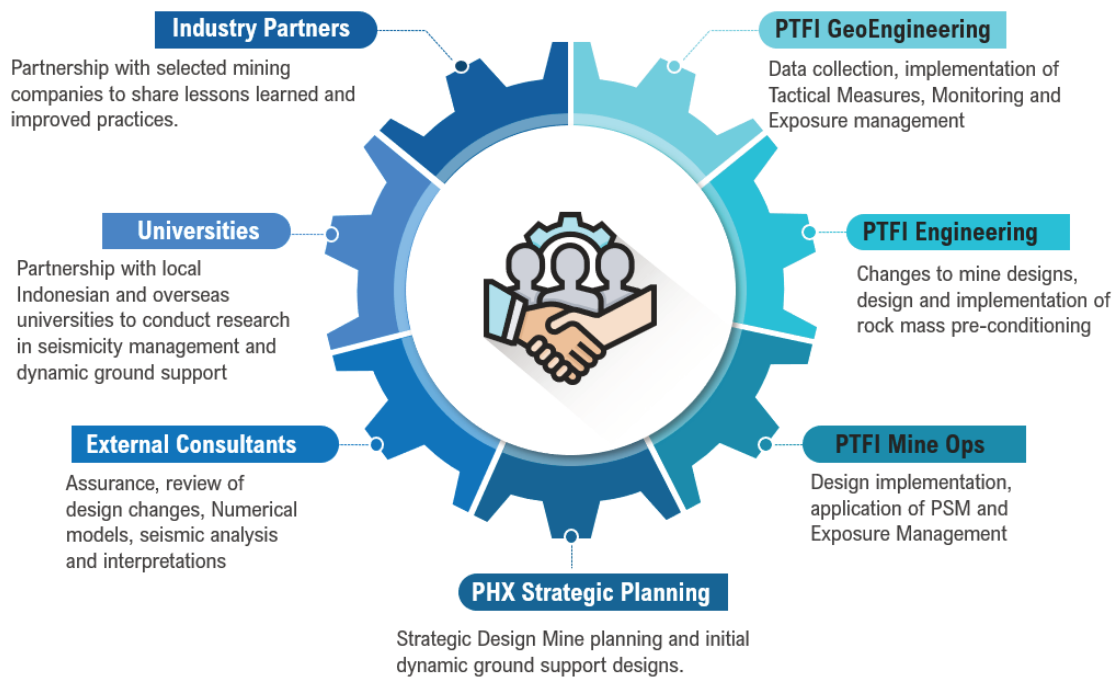 Industry Partners
Partnership with selected mining
companies to share lessons learned and
improved practices.
PTFI GeoEngineering
Data collection, implementation of
Tactical Measures, Monitoring and
Exposure management
Universities
Partnership with local
Indonesian and overseas
universities to conduct research
in seismicity management and
dynamic ground support
PTFI Engineering
Changes to mine designs,
design and implementation of
rock mass pre-conditioning
External Consultants
Assurance, review of
design changes, Numerical
models, seismic analysis
and interpretations
PTFI Mine Ops
Design implementation,
application of PSM and
Exposure Management
PHX Strategic Planning
Strategic Design Mine planning and initial
dynamic ground support designs.